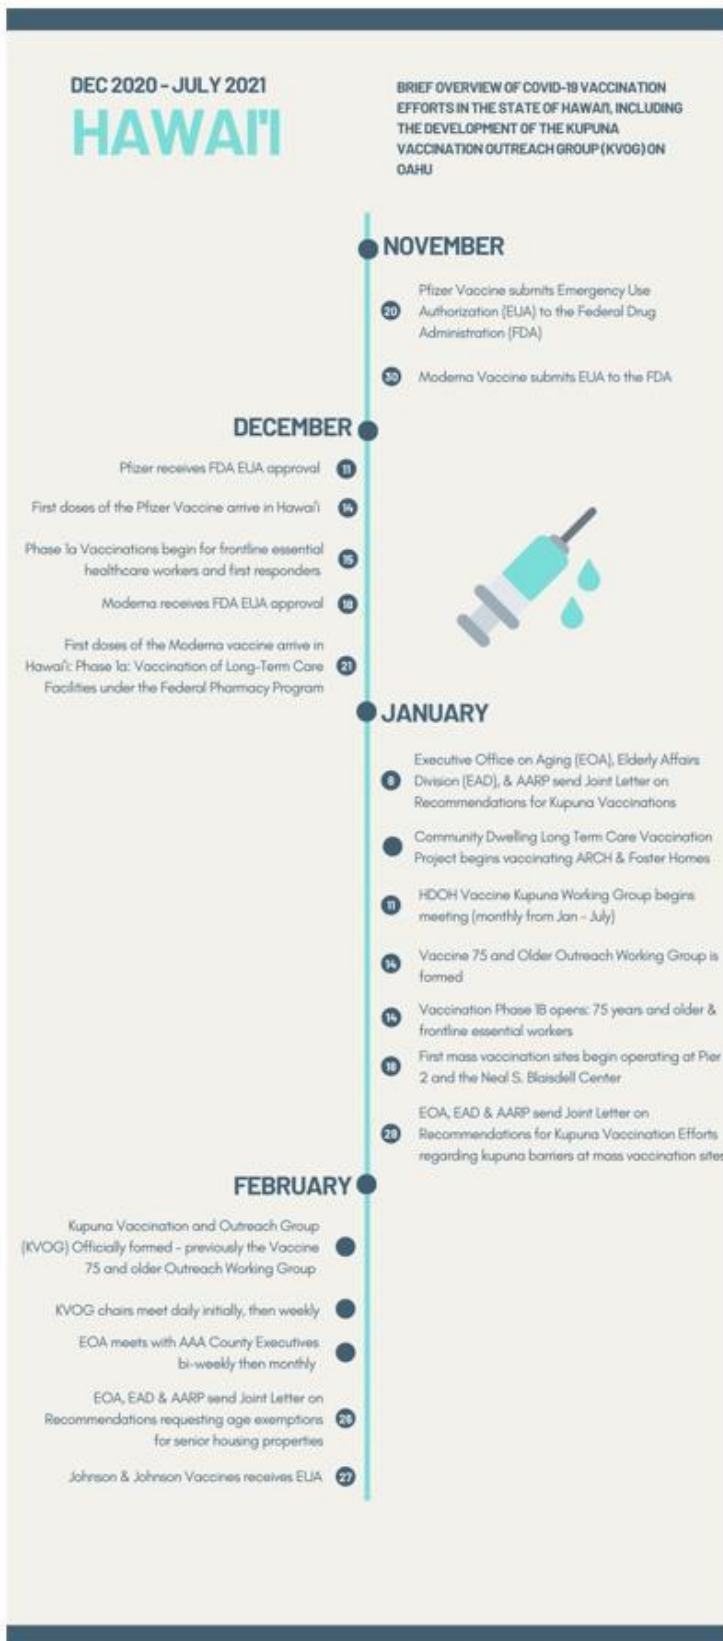 DEC 2020 - JULY 2021
HAWAI'I
BRIEF OVERVIEW OF COVID-19 VACCINATION
EFFORTS IN THE STATE OF HAWAI'I, INCLUDING
THE DEVELOPMENT OF THE KUPUNA
VACCINATION OUTREACH GROUP (KVOG) ON
OAHU
NOVEMBER
Pfizer Vaccine submits Emergency Use
20 Authorization (EUA) to the Federal Drug
Administration (FDA)
30 Moderna Vaccine submits EUA to the FDA
DECEMBER
Pfizer receives FDA EUA approval 11
First doses of the Pfizer Vaccine arrive in Hawai'i 14
Phase 1a Vaccinations begin for frontline essential
healthcare workers and first responders 15
Moderna receives FDA EUA approval 18
First doses of the Moderna vaccine arrive in
Hawai'i: Phase 1a: Vaccination of Long-Term Care 21
Facilities under the Federal Pharmacy Program
JANUARY
Executive Office on Aging (EOA), Elderly Affairs
Division (EAD), & AARP send Joint Letter on
Recommendations for Kupuna Vaccinations
Community Dwelling Long Term Care Vaccination
Project begins vaccinating ARCH & Foster Homes
11 HDOH Vaccine Kupuna Working Group begins
meeting (monthly from Jan - July)
14 Vaccine 75 and Older Outreach Working Group is
formed
14 Vaccination Phase 1B opens: 75 years and older &
frontline essential workers
18 First mass vaccination sites begin operating at Pier
2 and the Neal S. Blaisdell Center
EOA, EAD & AARP send Joint Letter on
28 Recommendations for Kupuna Vaccination Efforts
regarding kupuna barriers at mass vaccination sites
FEBRUARY
Kupuna Vaccination and Outreach Group
(KVOG) Officially formed - previously the Vaccine
75 and older Outreach Working Group
KVOG chairs meet daily initially, then weekly
EOA meets with AAA County Executives
bi-weekly then monthly
EOA, EAD & AARP send Joint Letter on
Recommendations requesting age exemptions 26
for senior housing properties
Johnson & Johnson Vaccines receives EUA 27